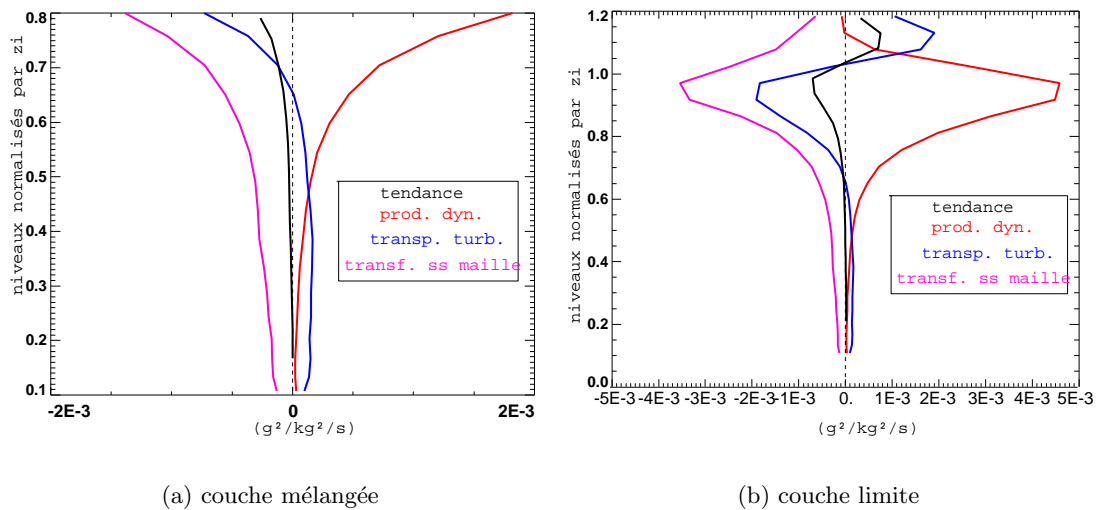 niveaux normalisés par zi
0.8
0.7
0.6
0.5
0.4
0.3
0.2
0.1
-2E-3
0
2E-3
(g²/kg²/s)
tendance
prod. dyn.
transp. turb.
transf. ss maille
(a) couche mélangée
niveaux normalisés par zi
1.2
1.0
0.8
0.6
0.4
0.2
0.0
-5E-3
-4E-3
-3E-3
-2E-3
-1E-3
0.
1E-3
2E-3
3E-3
4E-3
5E-3
(g²/kg²/s)
tendance
prod. dyn.
transp. turb.
transf. ss maille
(b) couche limite